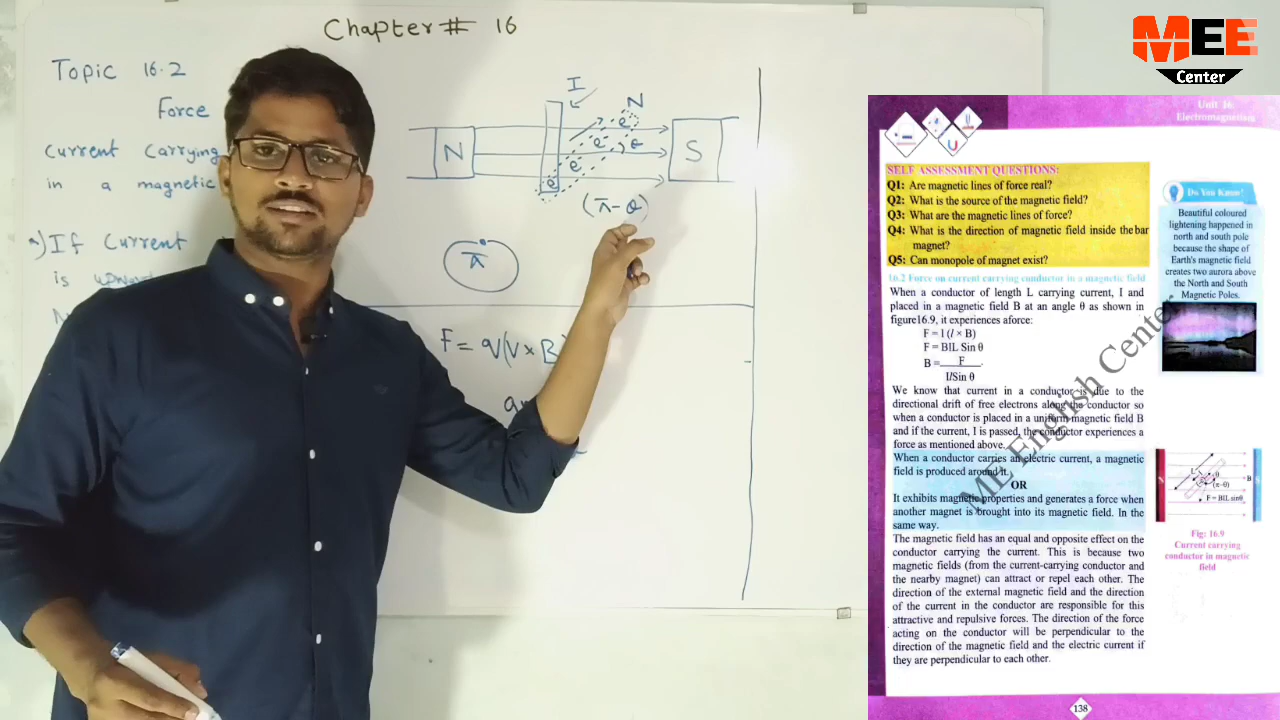 Chapter # 16
Topic 16.2
Force
current carrying
in a magnetic
a) If Current
is upward
I
N
N
S
e e e e
θ
(π-θ)
π
F = q(V × B
MEE
Center
Unit 16:
Electromagnetism
SELF ASSESSMENT QUESTIONS:
Q1: Are magnetic lines of force real?
Q2: What is the source of the magnetic field?
Q3: What are the magnetic lines of force?
Q4: What is the direction of magnetic field inside the bar
magnet?
Q5: Can monopole of magnet exist?
16.2 Force on current carrying conductor in a magnetic field
When a conductor of length L carrying current, I and
placed in a magnetic field B at an angle θ as shown in
figure16.9, it experiences aforce:
F = I (l × B)
F = BIL Sin θ
B = F
Il/Sin θ
We know that current in a conductor is due to the
directional drift of free electrons along the conductor so
when a conductor is placed in a uniform magnetic field B
and if the current, I is passed, the conductor experiences a
force as mentioned above.
When a conductor carries an electric current, a magnetic
field is produced around it.
OR
It exhibits magnetic properties and generates a force when
another magnet is brought into its magnetic field. In the
same way.
The magnetic field has an equal and opposite effect on the
conductor carrying the current. This is because two
magnetic fields (from the current-carrying conductor and
the nearby magnet) can attract or repel each other. The
direction of the external magnetic field and the direction
of the current in the conductor are responsible for this
attractive and repulsive forces. The direction of the force
acting on the conductor will be perpendicular to the
direction of the magnetic field and the electric current if
they are perpendicular to each other.
Do You Know!
Beautiful coloured
lightening happened in
north and south pole
because the shape of
Earth's magnetic field
creates two aurora above
the North and South
Magnetic Poles.
L
θ
B
(π-θ)
F = BIL sinθ
Fig: 16.9
Current carrying
conductor in magnetic
field
ME English Center
138